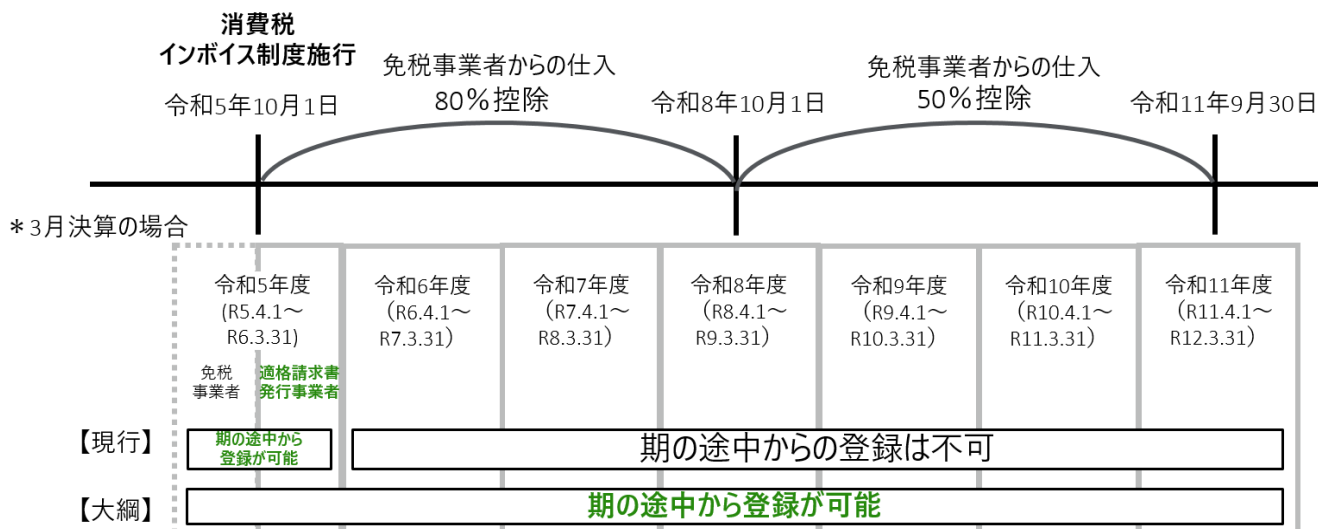 消費税
インボイス制度施行
免税事業者からの仕入
80%控除
免税事業者からの仕入
50%控除
令和5年10月1日
令和8年10月1日
令和11年9月30日
＊3月決算の場合
令和5年度
(R5.4.1～
R6.3.31)
令和6年度
（R6.4.1～
R7.3.31）
令和7年度
（R7.4.1～
R8.3.31）
令和8年度
（R8.4.1～
R9.3.31）
令和9年度
（R9.4.1～
R10.3.31）
令和10年度
（R10.4.1～
R11.3.31）
令和11年度
（R11.4.1～
R12.3.31）
免税
事業者
適格請求書
発行事業者
【現行】
期の途中から
登録が可能
期の途中からの登録は不可
【大綱】
期の途中から登録が可能